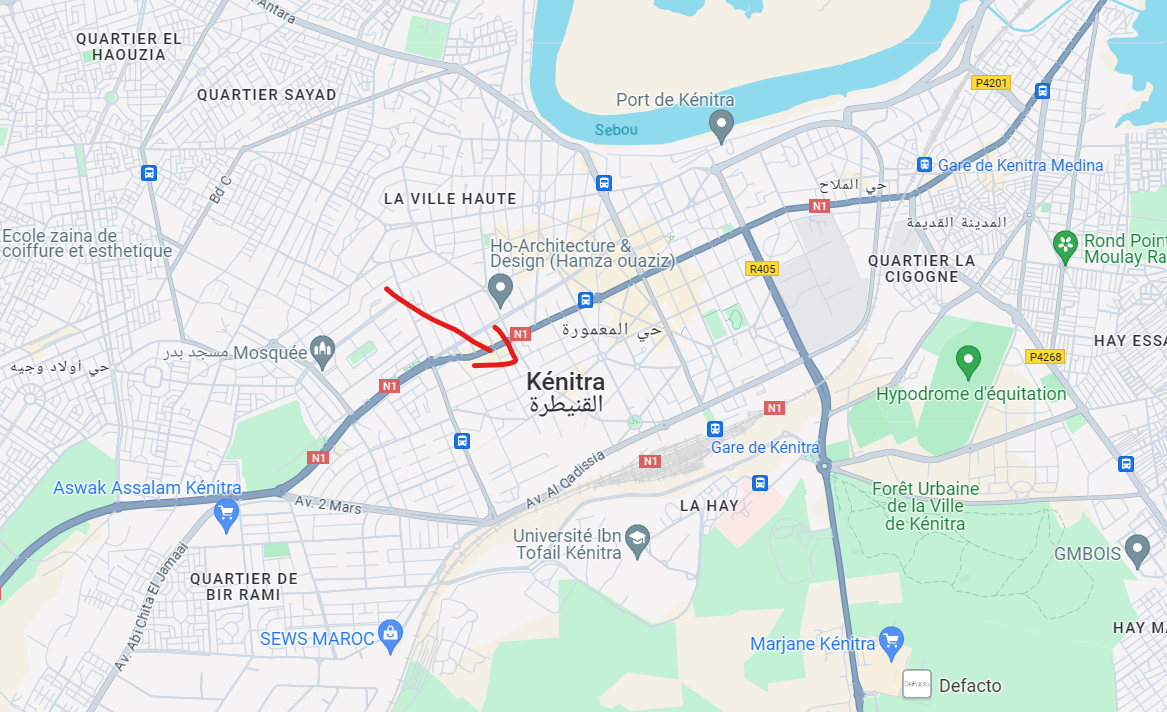 Antara
QUARTIER EL
HAOUZIA
QUARTIER SAYAD
P4201
Port de Kénitra
Sebou
Gare de Kenitra Medina
Bd C
LA VILLE HAUTE
حي الملاح
N1
المدينة القديمة
Ecole zaina de
coiffure et esthetique
Ho-Architecture &
Design (Hamza ouaziz)
R405
QUARTIER LA
CIGOGNE
Rond Point
Moulay Ra
N1
حي المعمورة
HAY ESSA
Mosquée مسجد بدر
P4268
حي أولاد وجيه
N1
Kénitra
القنيطرة
Hypodrome d'équitation
N1
Gare de Kénitra
N1
N1
Av. Al Qadissia
Aswak Assalam Kénitra
Av. 2 Mars
LA HAY
Forêt Urbaine
de la Ville
de Kénitra
Université Ibn
Tofail Kénitra
GMBOIS
QUARTIER DE
BIR RAMI
Av. Abi Chita El Jamaal
SEWS MAROC
HAY MA
Marjane Kénitra
DeFacto
Defacto